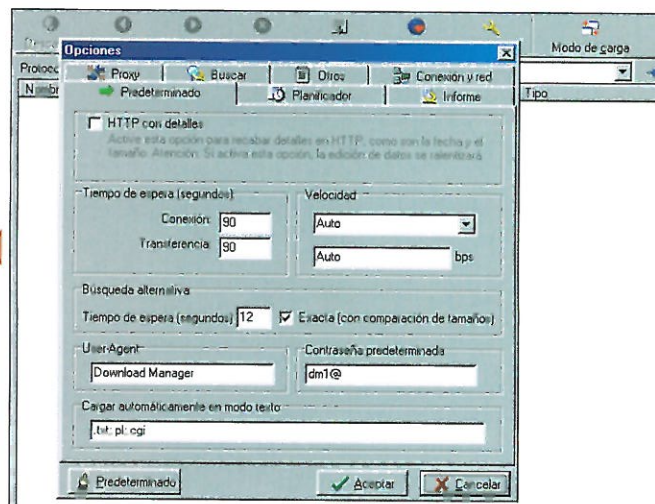 Modo de carga
Opciones
Protoco
Nombr
Tipo
Proxy
Buscar
Otros
Conexión y red
Predeterminado
Planificador
Informe
HTTP con detalles
Active esta opción para recabar detalles en HTTP, como son la fecha y el
tamaño. Atención. Si activa esta opción, la edición de datos se ralentizará
Tiempo de espera (segundos)
Conexión: 90
Transferencia: 90
Velocidad
Auto
Auto bps
Búsqueda alternativa
Tiempo de espera (segundos) 12 Exacta (con comparación de tamaños)
User-Agent
Download Manager
Contraseña predeterminada
dm1@
Cargar automáticamente en modo texto
.txt;.pl;.cgi
Predeterminado
Aceptar
Cancelar